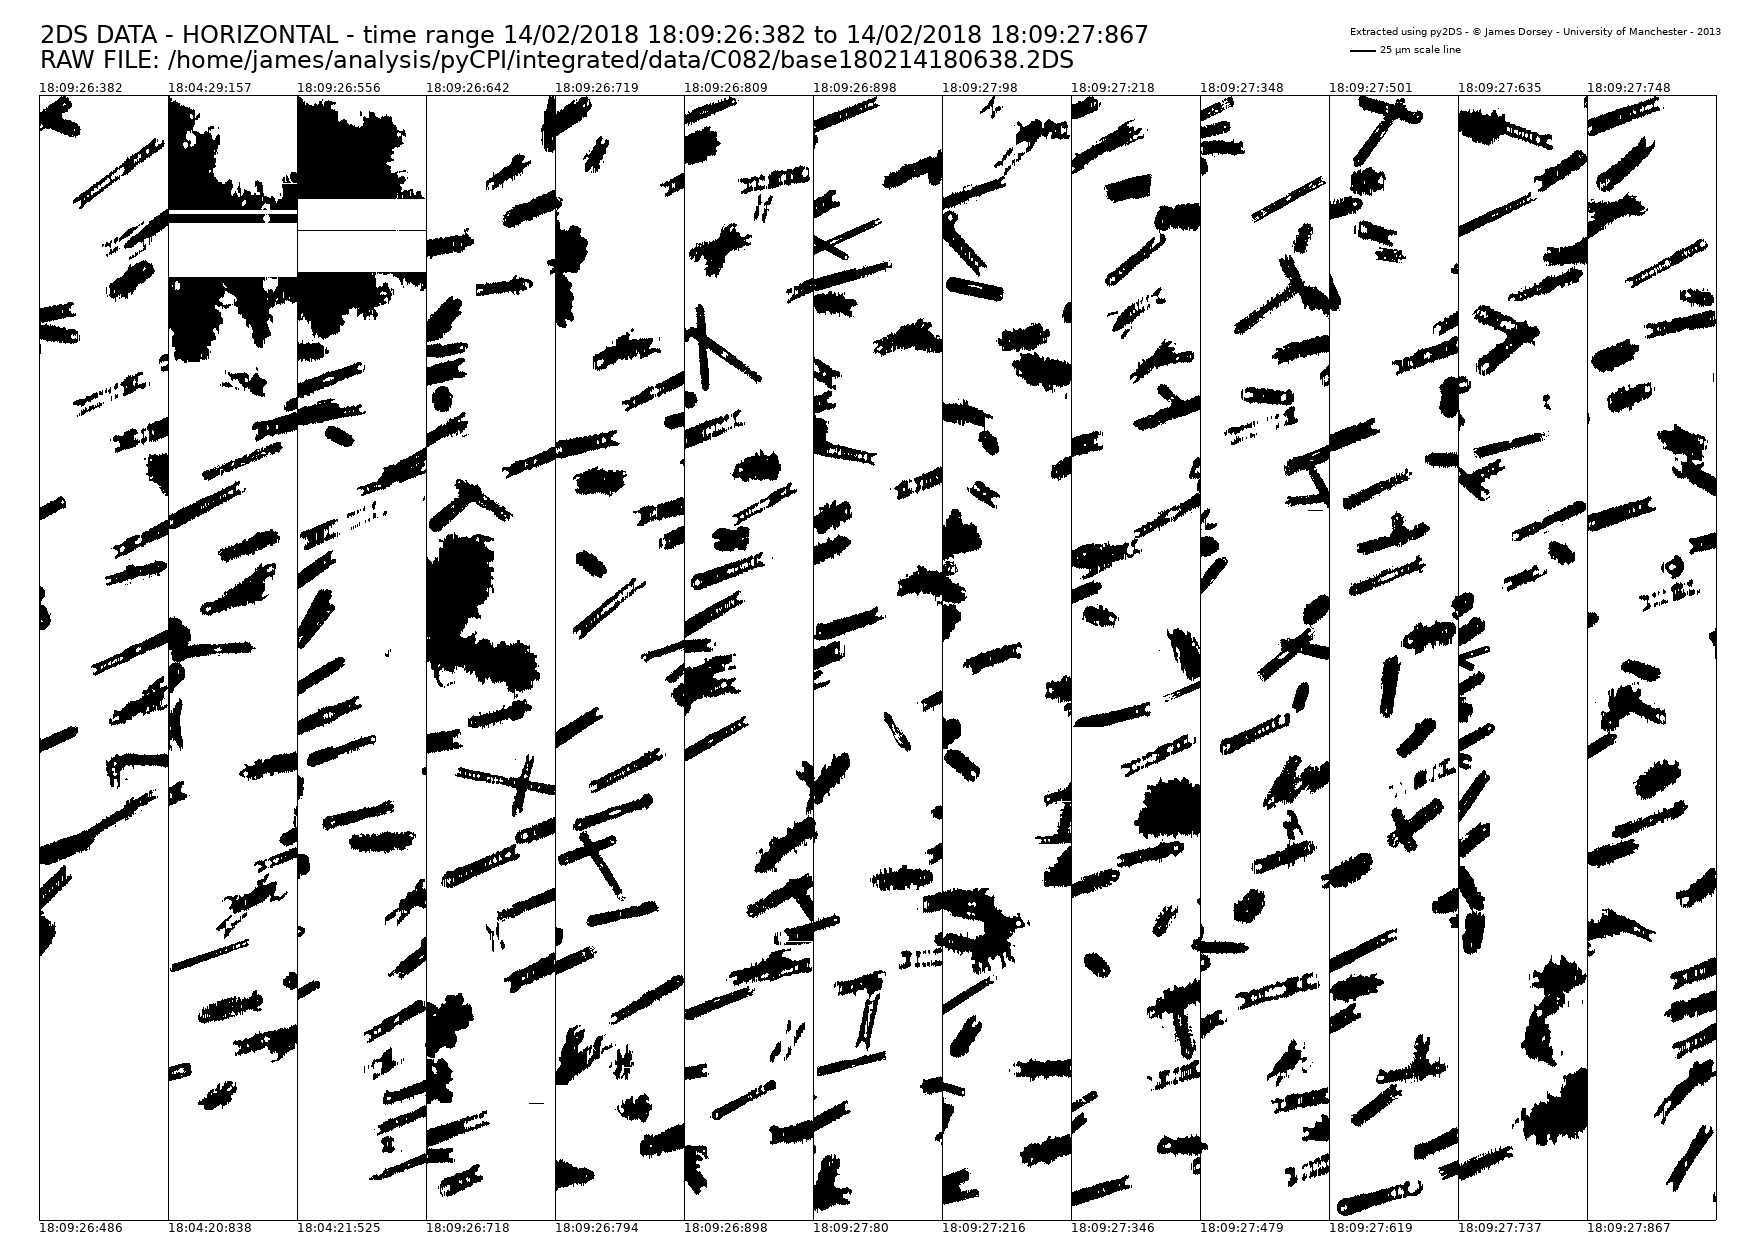 2DS DATA - HORIZONTAL - time range 14/02/2018 18:09:26:382 to 14/02/2018 18:09:27:867
RAW FILE: /home/james/analysis/pyCPI/integrated/data/C082/base180214180638.2DS
Extracted using py2DS - © James Dorsey - University of Manchester - 2013
25 µm scale line
18:09:26:382 18:04:29:157 18:09:26:556 18:09:26:642 18:09:26:719 18:09:26:809 18:09:26:898 18:09:27:98 18:09:27:218 18:09:27:348 18:09:27:501 18:09:27:635 18:09:27:748
18:09:26:486 18:04:20:838 18:04:21:525 18:09:26:718 18:09:26:794 18:09:26:898 18:09:27:80 18:09:27:216 18:09:27:346 18:09:27:479 18:09:27:619 18:09:27:737 18:09:27:867